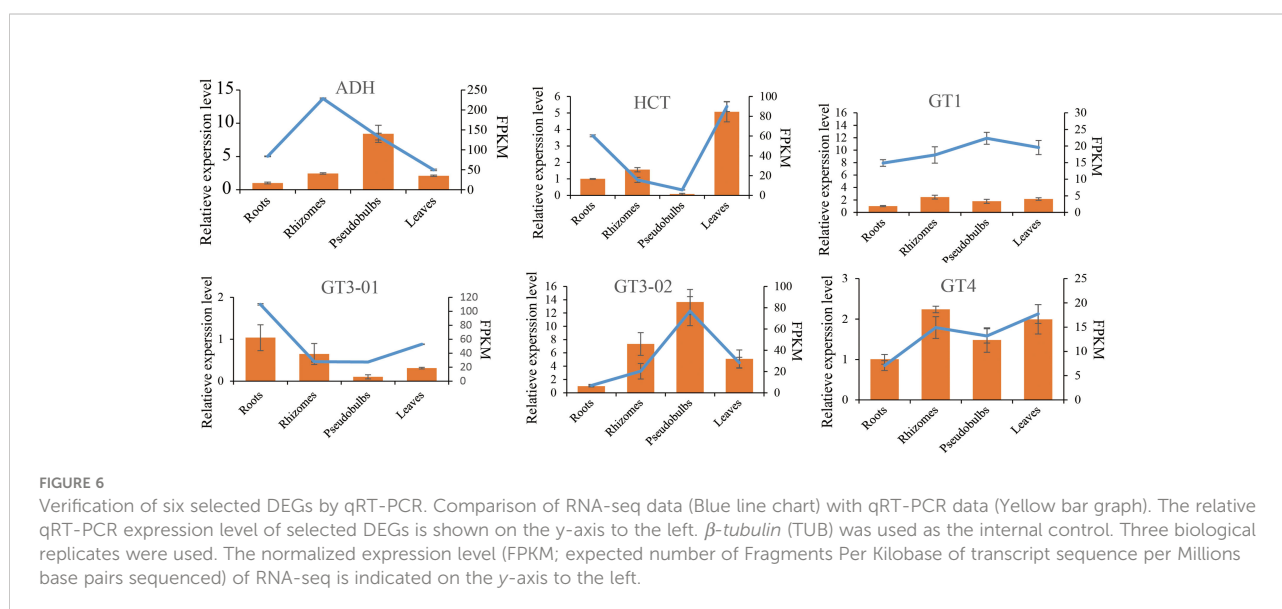 ADH
Relatieve experssion level
15
10
5
0
250
200
150
100
50
0
FPKM
Roots
Rhizomes
Pseudobulbs
Leaves
HCT
Relatieve experssion level
6
5
4
3
2
1
0
100
80
60
40
20
0
FPKM
Roots
Rhizomes
Pseudobulbs
Leaves
GT1
Relatieve experssion level
16
14
12
10
8
6
4
2
0
30
25
20
15
10
5
0
FPKM
Roots
Rhizomes
Pseudobulbs
Leaves
GT3-01
Relatieve experssion level
2
1
0
120
100
80
60
40
20
0
FPKM
Roots
Rhizomes
Pseudobulbs
Leaves
GT3-02
Relatieve experssion level
16
14
12
10
8
6
4
2
0
100
80
60
40
20
0
FPKM
Roots
Rhizomes
Pseudobulbs
Leaves
GT4
Relatieve experssion level
3
2
1
0
25
20
15
10
5
0
FPKM
Roots
Rhizomes
Pseudobulbs
Leaves
FIGURE 6
Verification of six selected DEGs by qRT-PCR. Comparison of RNA-seq data (Blue line chart) with qRT-PCR data (Yellow bar graph). The relative
qRT-PCR expression level of selected DEGs is shown on the y-axis to the left. β-tubulin (TUB) was used as the internal control. Three biological
replicates were used. The normalized expression level (FPKM; expected number of Fragments Per Kilobase of transcript sequence per Millions
base pairs sequenced) of RNA-seq is indicated on the y-axis to the left.